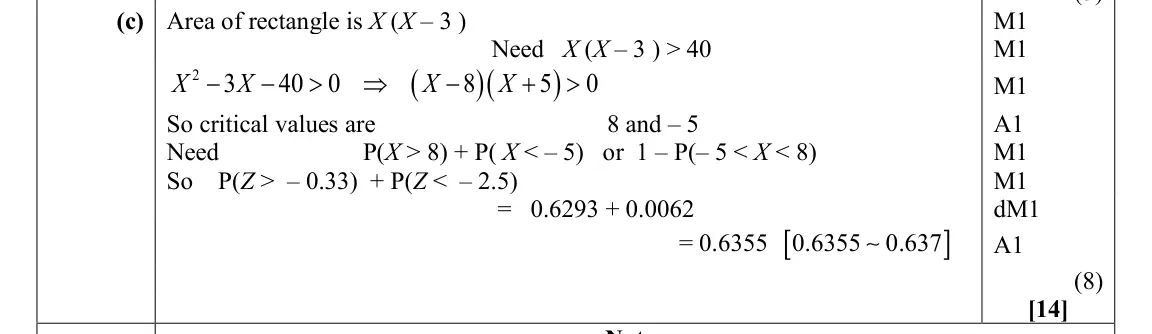 (c) Area of rectangle is X (X – 3 ) M1
Need X (X – 3 ) > 40 M1
X² − 3X − 40 > 0 ⇒ (X − 8)(X + 5) > 0 M1
So critical values are 8 and – 5 A1
Need P(X > 8) + P( X < – 5) or 1 – P(– 5 < X < 8) M1
So P(Z > – 0.33) + P(Z < – 2.5) M1
= 0.6293 + 0.0062 dM1
= 0.6355 [0.6355 ~ 0.637] A1
(8)
[14]